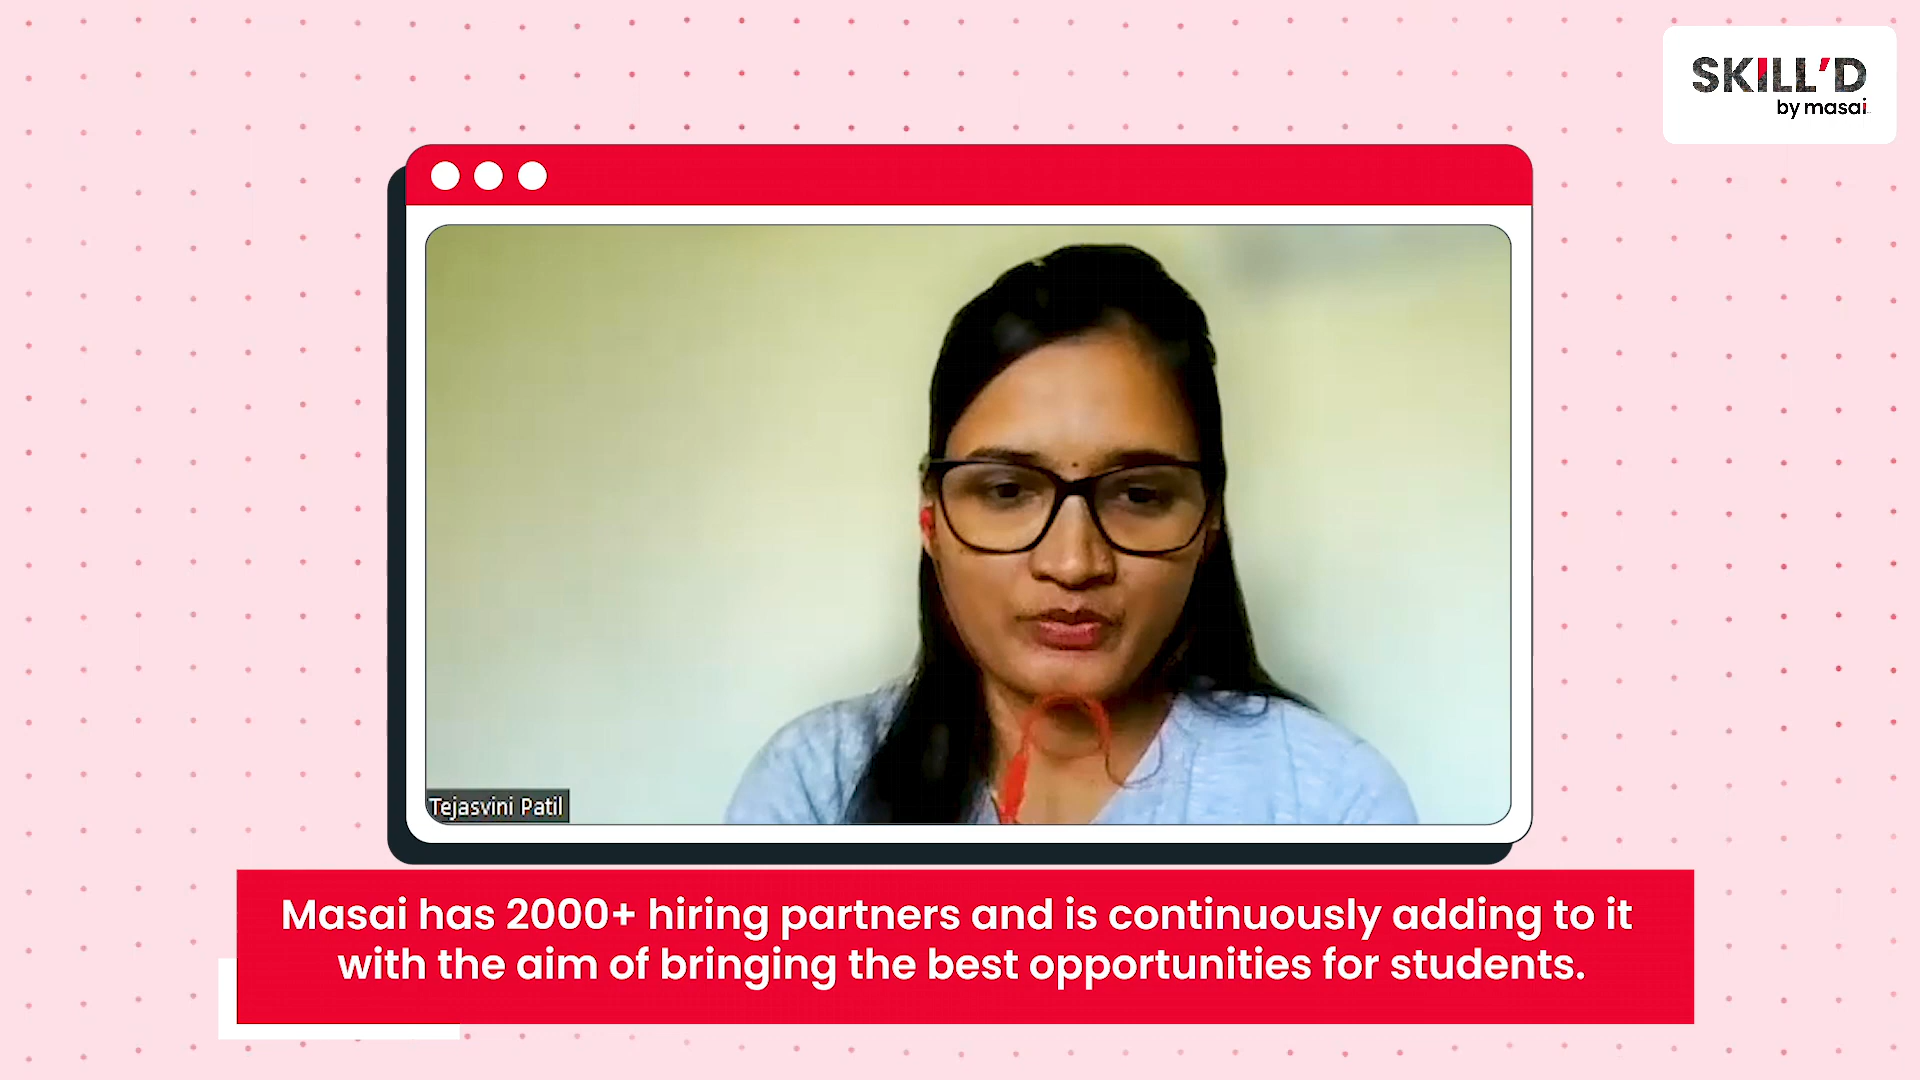 SKILL'D
by masai
Tejasvini Patil
Masai has 2000+ hiring partners and is continuously adding to it
with the aim of bringing the best opportunities for students.